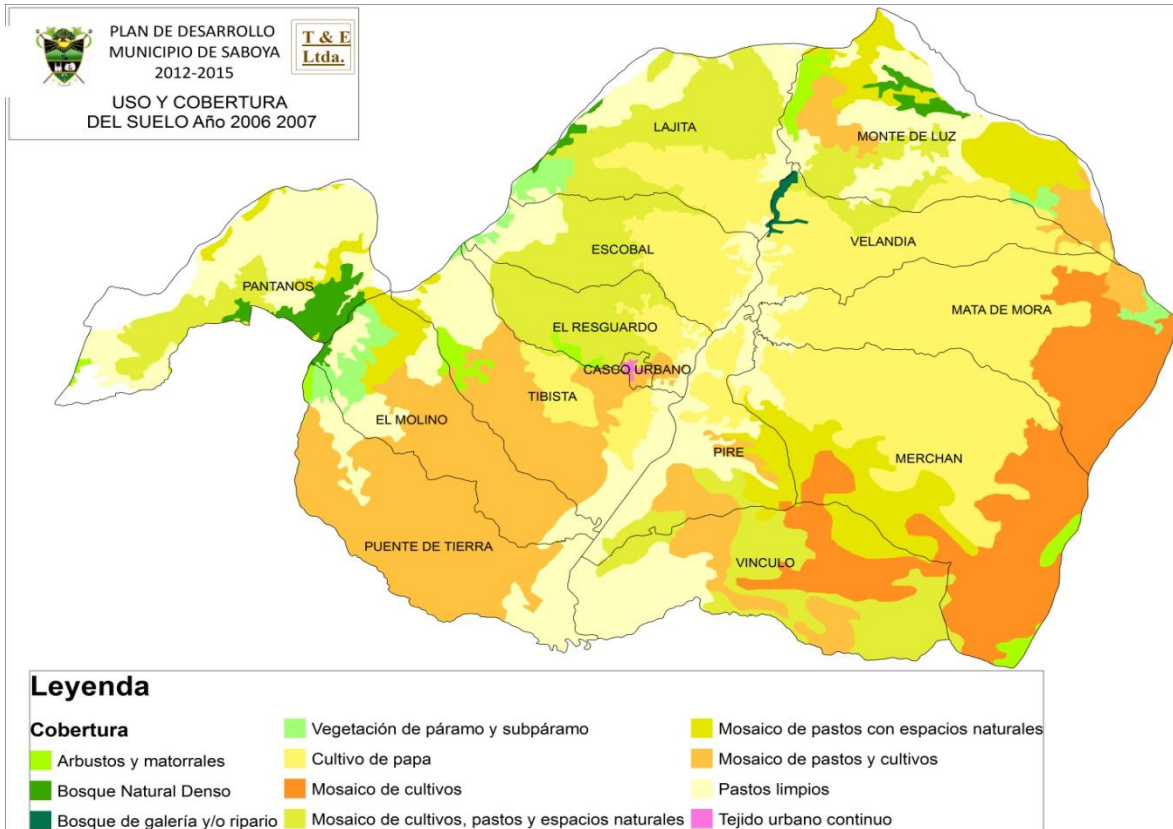 PLAN DE DESARROLLO
MUNICIPIO DE SABOYA
2012-2015
T & E
Ltda.
USO Y COBERTURA
DEL SUELO Año 2006 2007
LAJITA
MONTE DE LUZ
ESCOBAL
VELANDIA
PANTANOS
MATA DE MORA
EL RESGUARDO
CASCO URBANO
TIBISTA
EL MOLINO
PIRE
MERCHAN
PUENTE DE TIERRA
VINCULO
Leyenda
Cobertura
Arbustos y matorrales
Bosque Natural Denso
Bosque de galería y/o ripario
Vegetación de páramo y subpáramo
Cultivo de papa
Mosaico de cultivos
Mosaico de cultivos, pastos y espacios naturales
Mosaico de pastos con espacios naturales
Mosaico de pastos y cultivos
Pastos limpios
Tejido urbano continuo